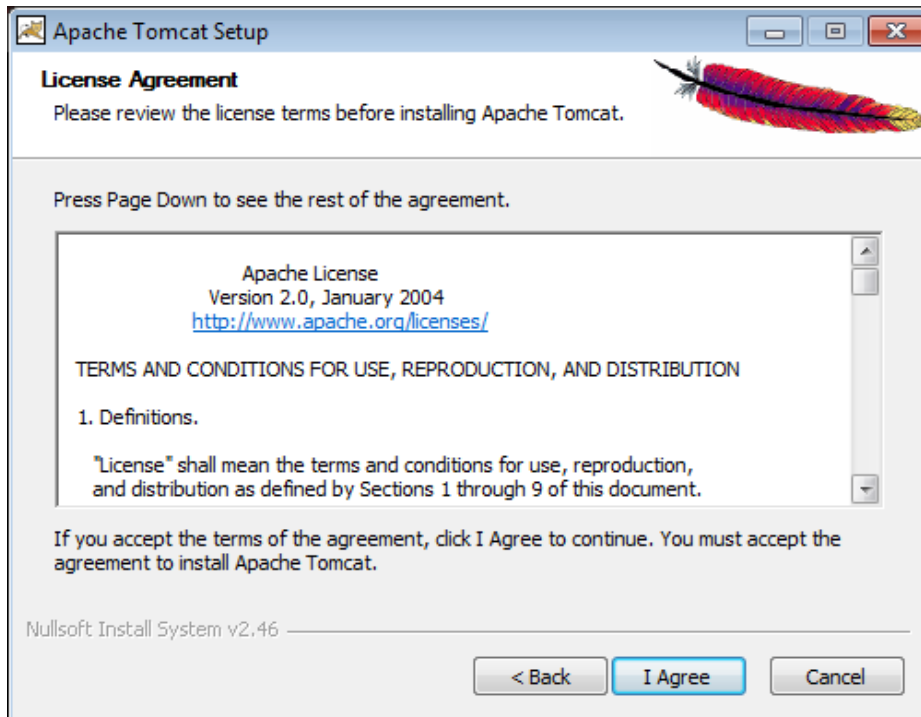 Apache Tomcat Setup
License Agreement
Please review the license terms before installing Apache Tomcat.
Press Page Down to see the rest of the agreement.
Apache License
Version 2.0, January 2004
http://www.apache.org/licenses/
TERMS AND CONDITIONS FOR USE, REPRODUCTION, AND DISTRIBUTION
1. Definitions.
"License" shall mean the terms and conditions for use, reproduction,
and distribution as defined by Sections 1 through 9 of this document.
If you accept the terms of the agreement, click I Agree to continue. You must accept the
agreement to install Apache Tomcat.
Nullsoft Install System v2.46
< Back I Agree Cancel